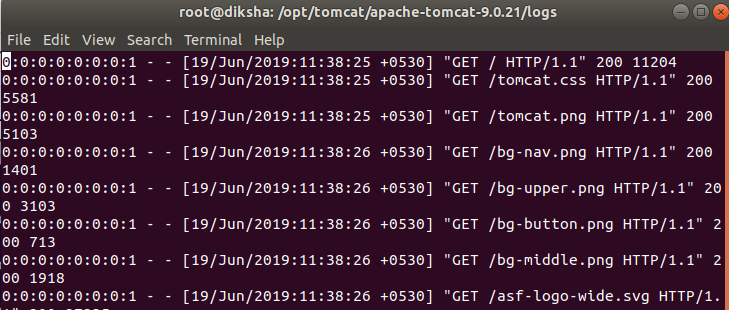 root@diksha: /opt/tomcat/apache-tomcat-9.0.21/logs
File Edit View Search Terminal Help
0:0:0:0:0:0:0:1 - - [19/Jun/2019:11:38:25 +0530] "GET / HTTP/1.1" 200 11204
0:0:0:0:0:0:0:1 - - [19/Jun/2019:11:38:25 +0530] "GET /tomcat.css HTTP/1.1" 200
5581
0:0:0:0:0:0:0:1 - - [19/Jun/2019:11:38:25 +0530] "GET /tomcat.png HTTP/1.1" 200
5103
0:0:0:0:0:0:0:1 - - [19/Jun/2019:11:38:26 +0530] "GET /bg-nav.png HTTP/1.1" 200
1401
0:0:0:0:0:0:0:1 - - [19/Jun/2019:11:38:26 +0530] "GET /bg-upper.png HTTP/1.1" 20
0 3103
0:0:0:0:0:0:0:1 - - [19/Jun/2019:11:38:26 +0530] "GET /bg-button.png HTTP/1.1" 2
00 713
0:0:0:0:0:0:0:1 - - [19/Jun/2019:11:38:26 +0530] "GET /bg-middle.png HTTP/1.1" 2
00 1918
0:0:0:0:0:0:0:1 - - [19/Jun/2019:11:38:26 +0530] "GET /asf-logo-wide.svg HTTP/1.